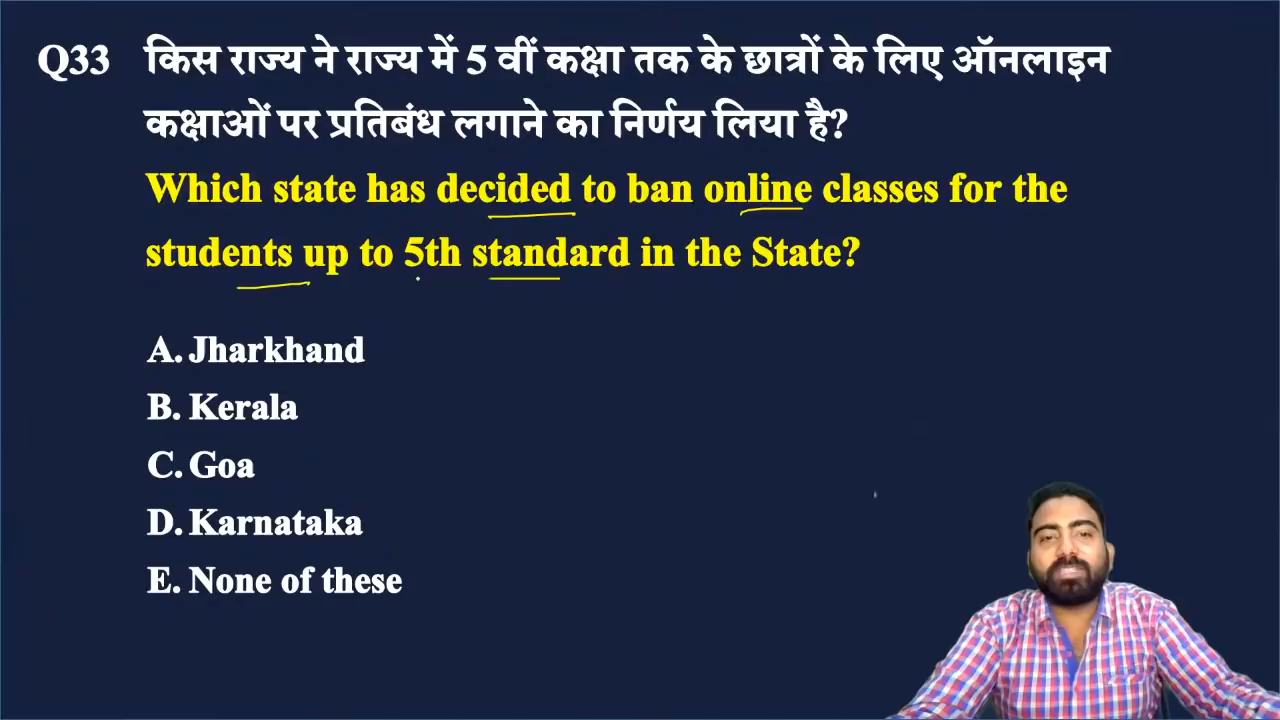 Q33 किस राज्य ने राज्य में 5 वीं कक्षा तक के छात्रों के लिए ऑनलाइन
कक्षाओं पर प्रतिबंध लगाने का निर्णय लिया है?
Which state has decided to ban online classes for the
students up to 5th standard in the State?
A. Jharkhand
B. Kerala
C. Goa
D. Karnataka
E. None of these